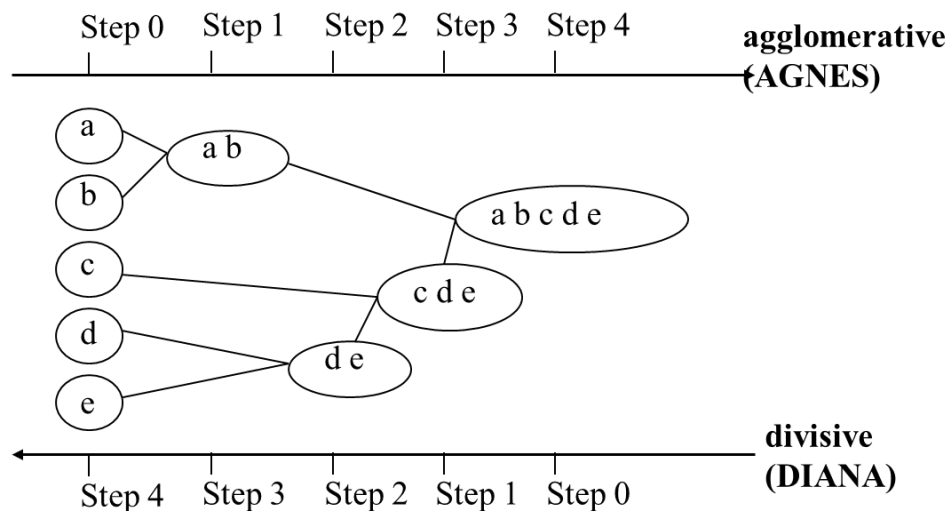 Step 0 Step 1 Step 2 Step 3 Step 4
agglomerative
(AGNES)
a
a b
b
a b c d e
c
c d e
d
d e
e
divisive
(DIANA)
Step 4 Step 3 Step 2 Step 1 Step 0